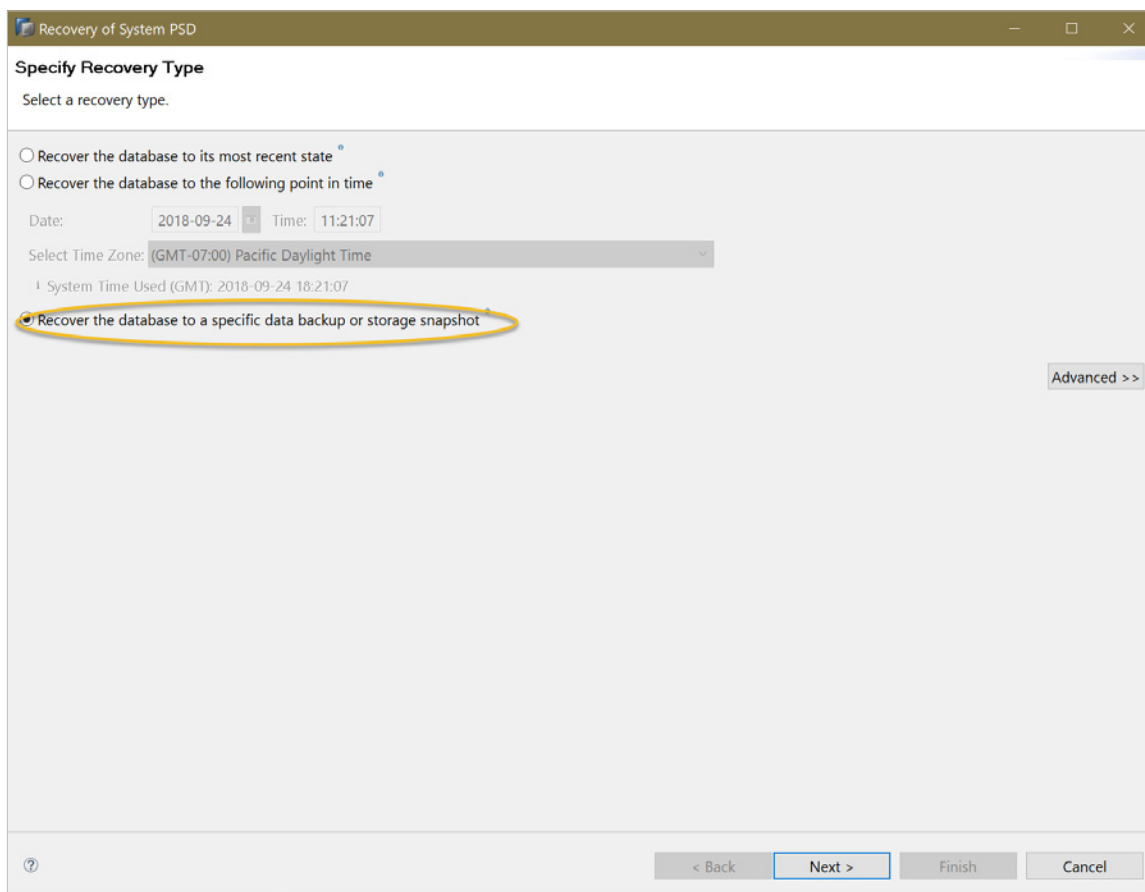 Recovery of System PSD
Specify Recovery Type
Select a recovery type.
Recover the database to its most recent state
Recover the database to the following point in time
Date: 2018-09-24 Time: 11:21:07
Select Time Zone: (GMT-07:00) Pacific Daylight Time
System Time Used (GMT): 2018-09-24 18:21:07
Recover the database to a specific data backup or storage snapshot
Advanced >>
< Back Next > Finish Cancel